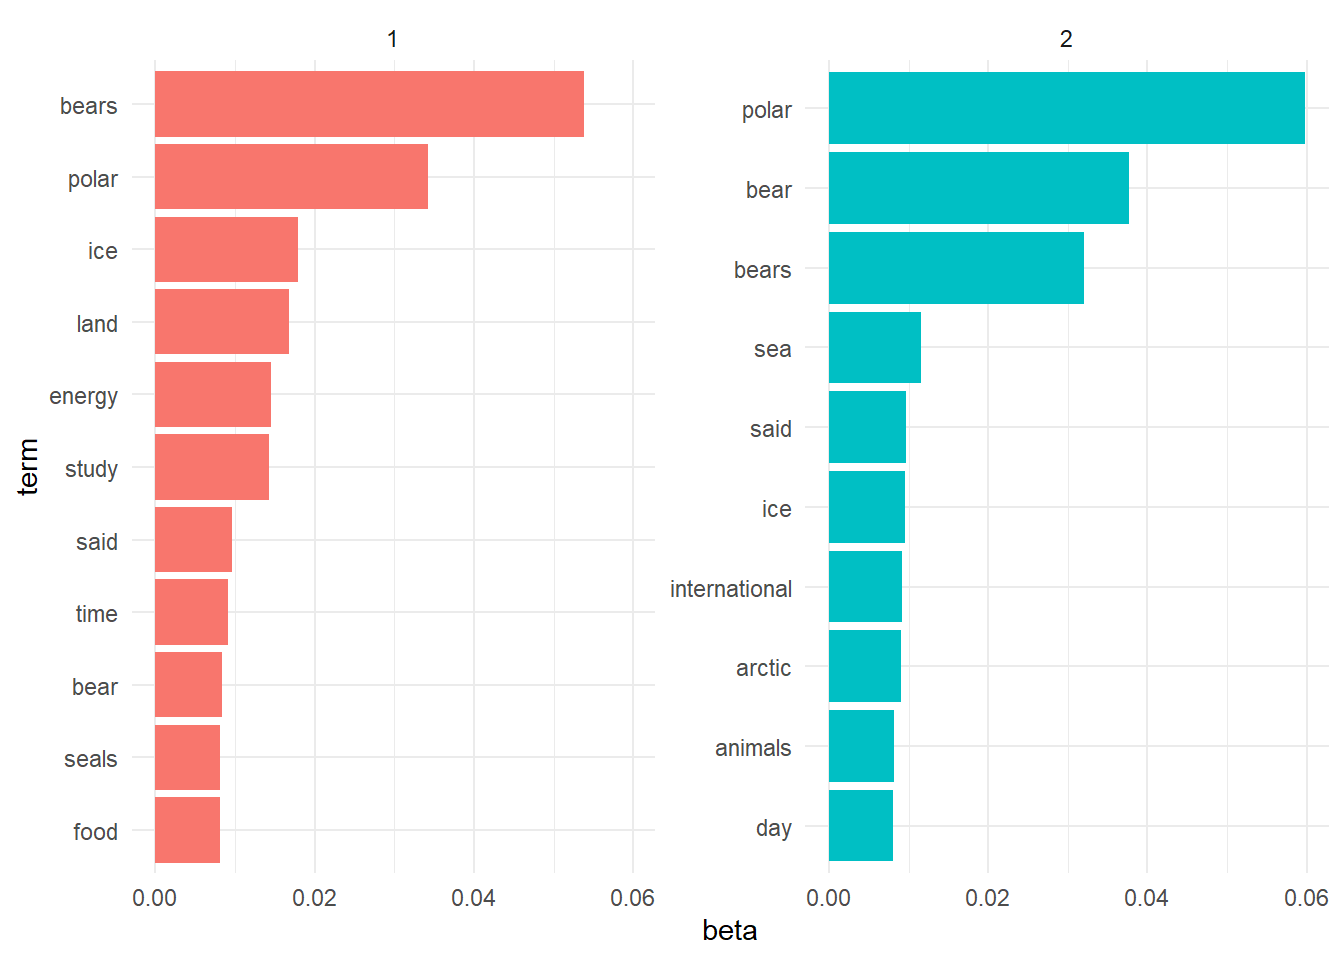 1
bears
polar
ice
land
energy
study
said
time
bear
seals
food
0.00 0.02 0.04 0.06
2
polar
bear
bears
sea
said
ice
international
arctic
animals
day
0.00 0.02 0.04 0.06
term
beta